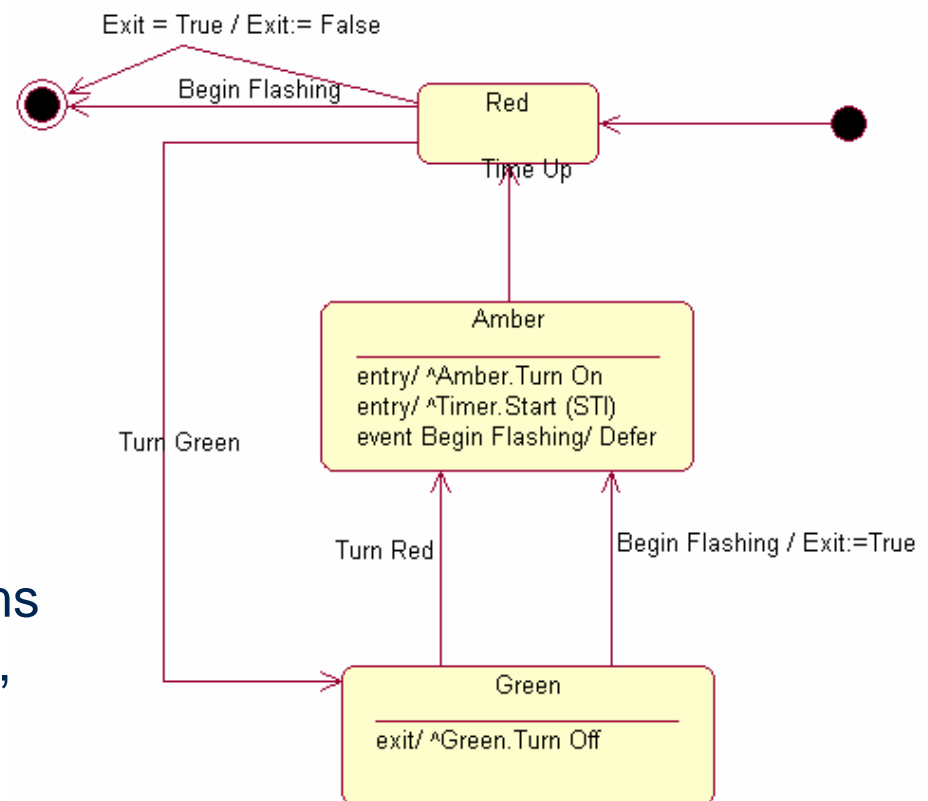 Exit = True / Exit:= False
Begin Flashing
Red
Time Up
Amber
entry/ ^Amber.Turn On
entry/ ^Timer.Start (STI)
event Begin Flashing/ Defer
Turn Green
Turn Red
Begin Flashing / Exit:=True
ns
,
Green
exit/ ^Green.Turn Off